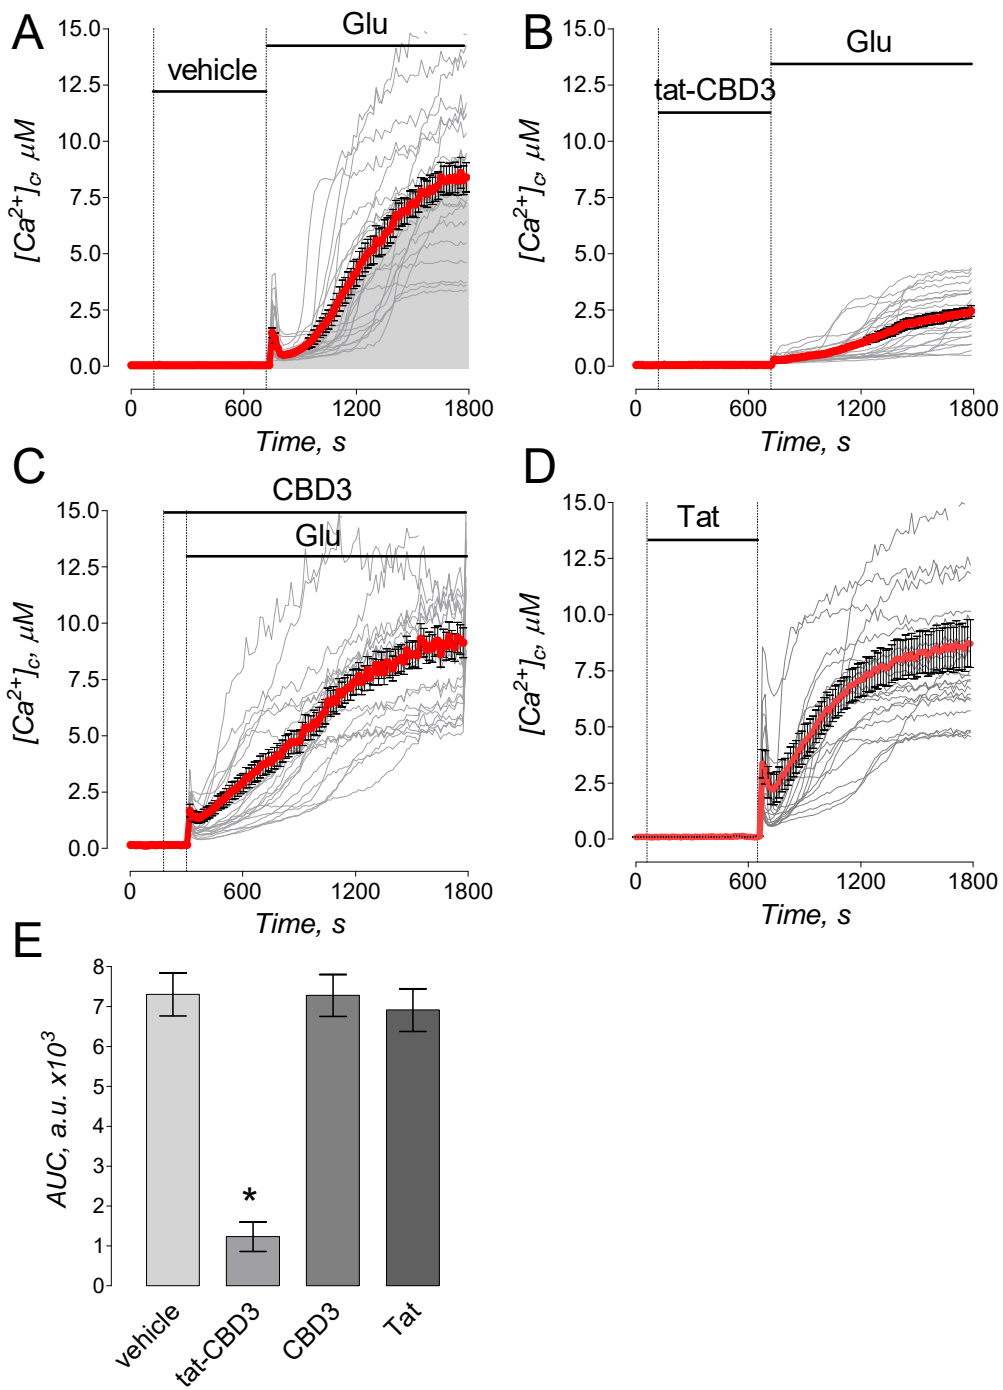 A
Glu
vehicle
15.0
12.5
10.0
7.5
5.0
2.5
0.0
[Ca2+]c, μM
0 600 1200 1800
Time, s
B
Glu
tat-CBD3
15.0
12.5
10.0
7.5
5.0
2.5
0.0
[Ca2+]c, μM
0 600 1200 1800
Time, s
C
CBD3
Glu
15.0
12.5
10.0
7.5
5.0
2.5
0.0
[Ca2+]c, μM
0 600 1200 1800
Time, s
D
Tat
15.0
12.5
10.0
7.5
5.0
2.5
0.0
[Ca2+]c, μM
0 600 1200 1800
Time, s
E
8
7
6
5
4
3
2
1
0
AUC, a.u. x103
*
vehicle
tat-CBD3
CBD3
Tat